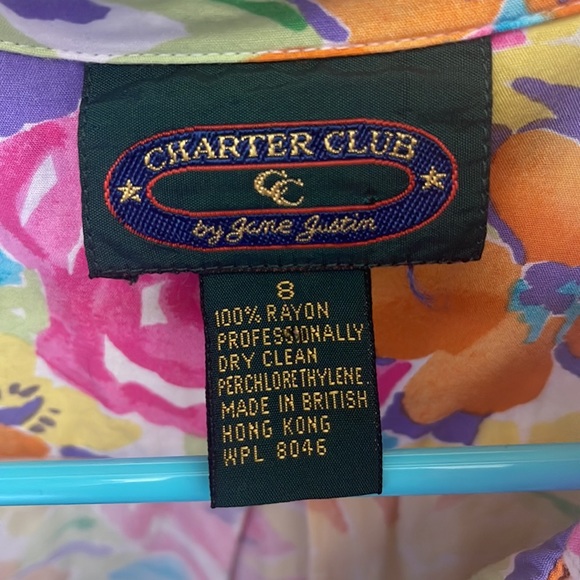 CHARTER CLUB
CC
by Jane Justin
8
100% RAYON
PROFESSIONALLY
DRY CLEAN
PERCHLORETHYLENE.
MADE IN BRITISH
HONG KONG
WPL 8046